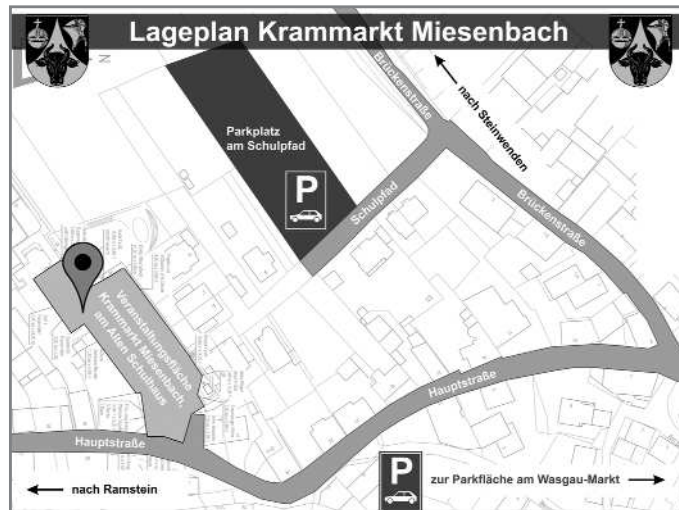 Lageplan Krammarkt Miesenbach
N
Brückenstraße
nach Steinwenden
Parkplatz
am Schulpfad
P
Schulpfad
Brückenstraße
Veranstaltungsfläche
Krammarkt Miesenbach,
am Alten Schulhaus
Hauptstraße
Hauptstraße
nach Ramstein
P
zur Parkfläche am Wasgau-Markt